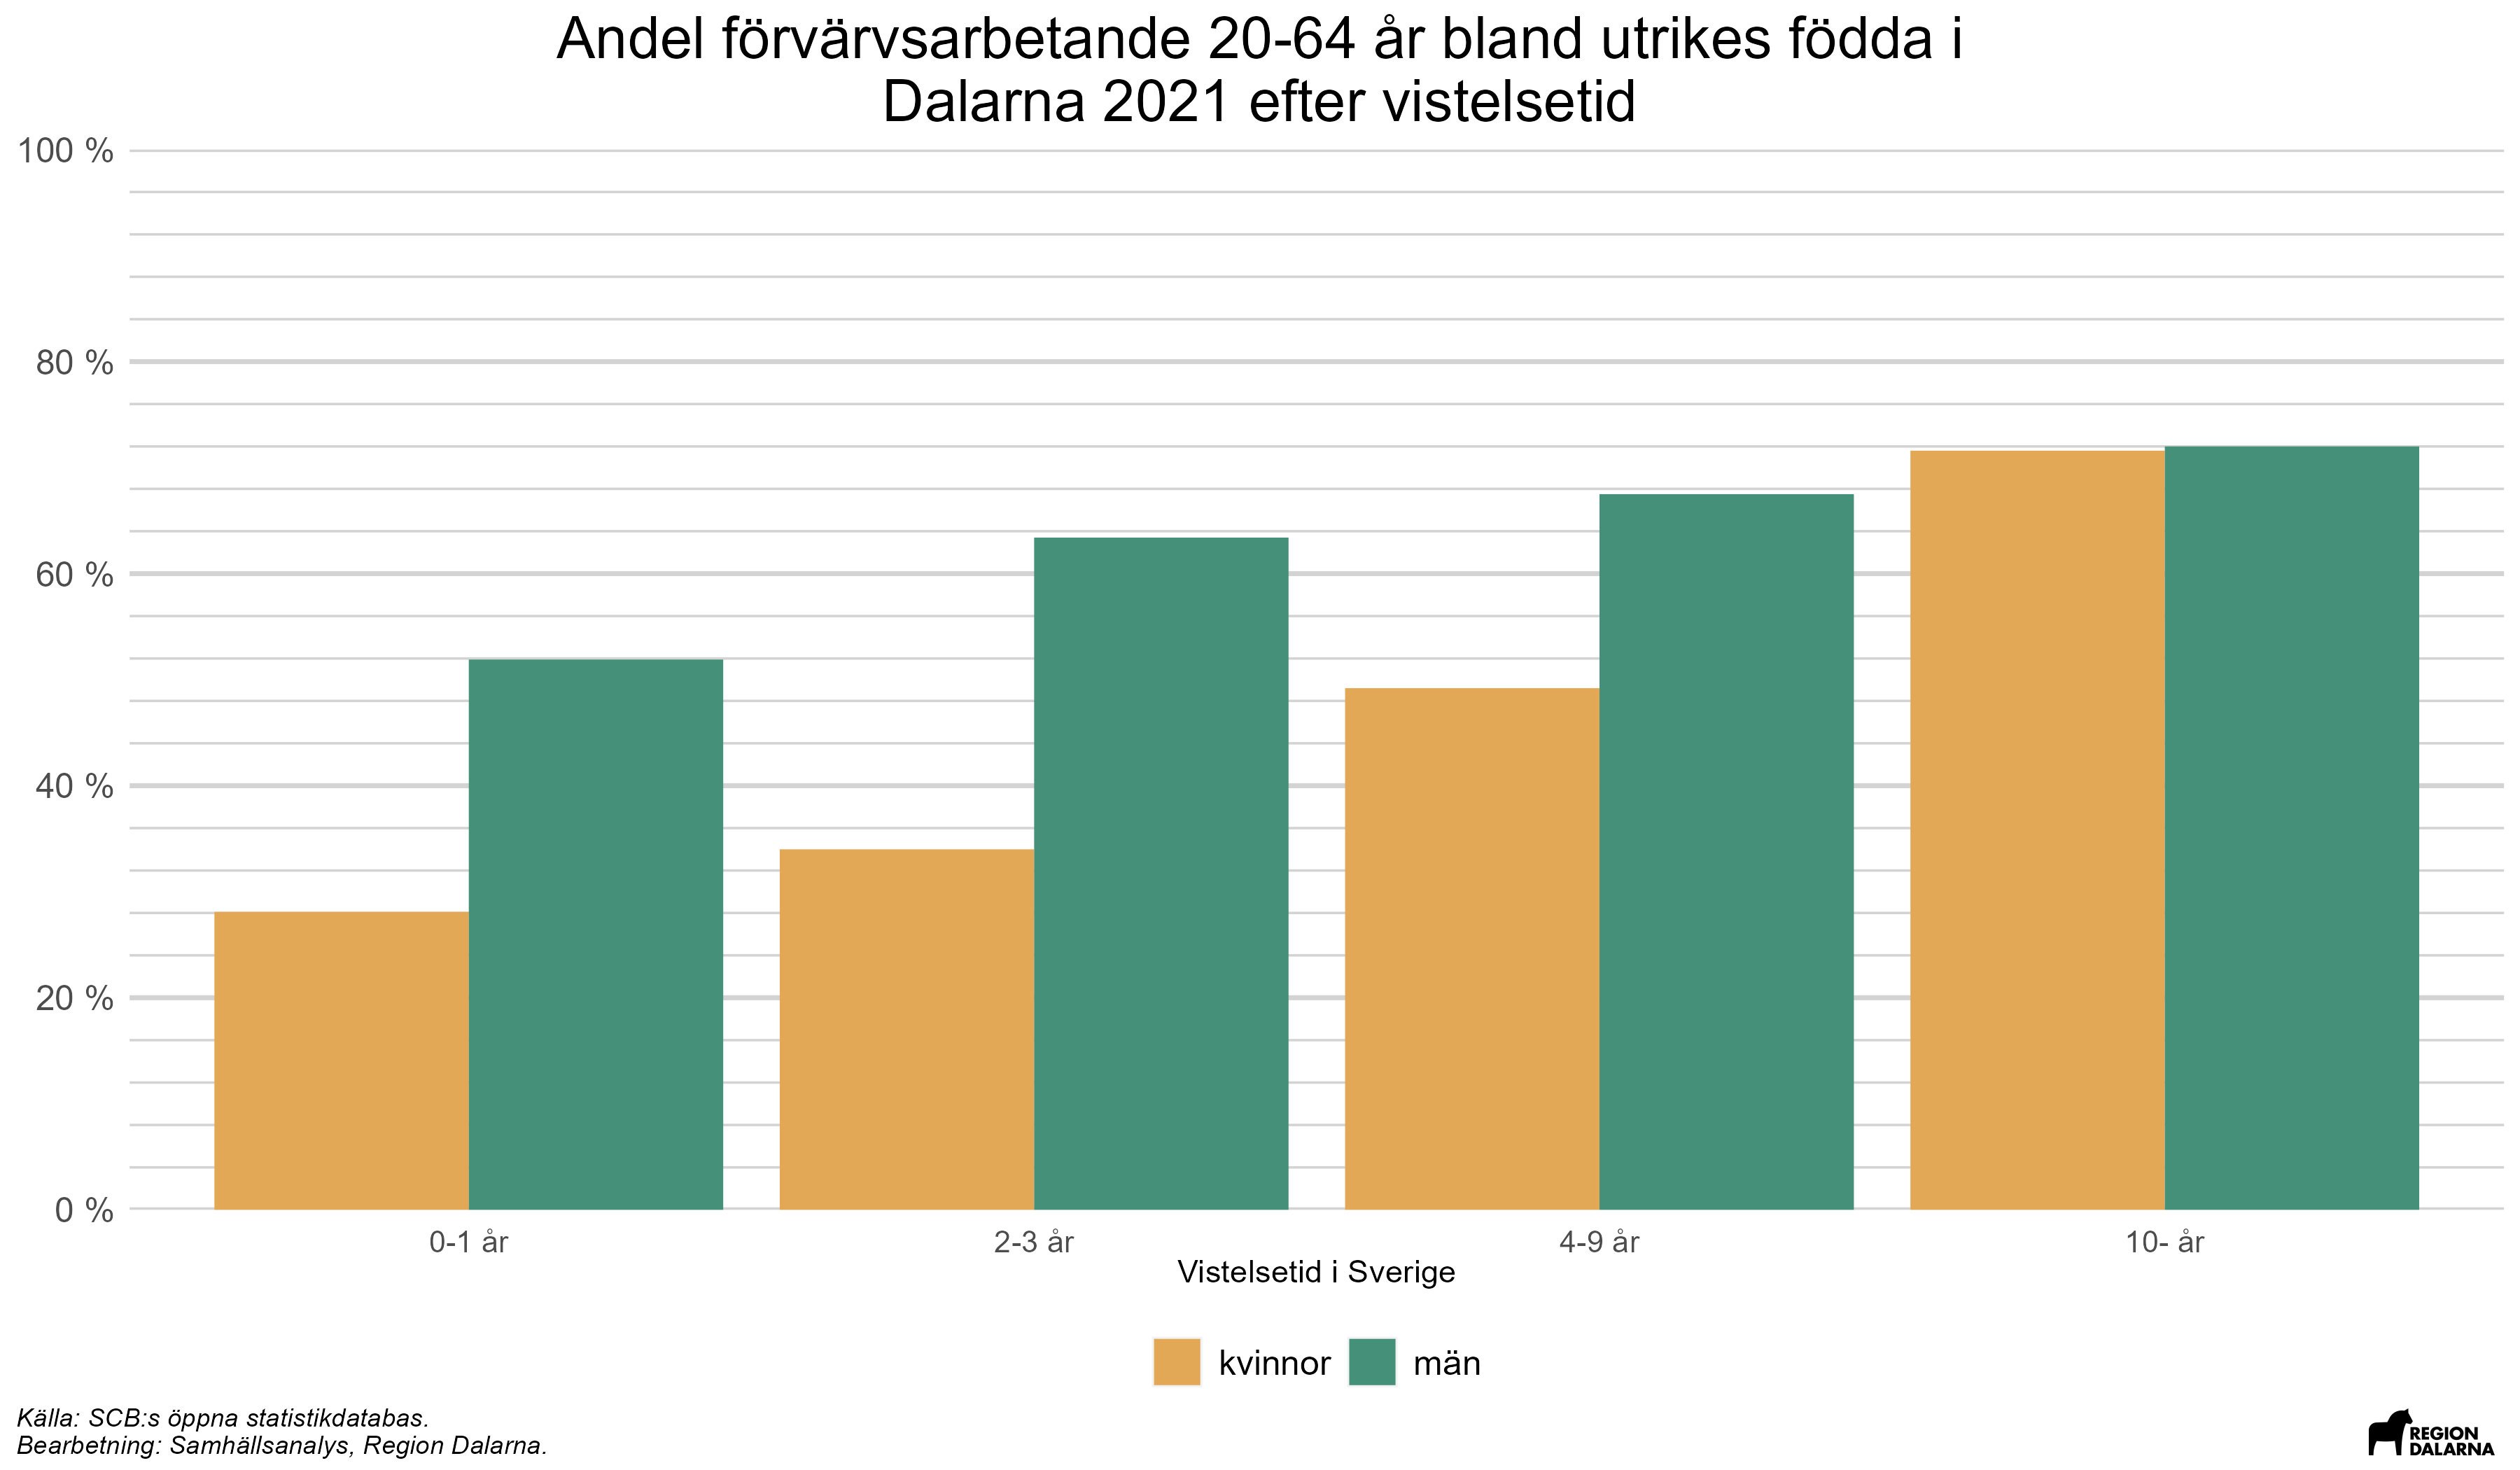 Andel förvärvsarbetande 20-64 år bland utrikes födda i
Dalarna 2021 efter vistelsetid
100 %
80 %
60 %
40 %
20 %
0 %
0-1 år
2-3 år
4-9 år
10- år
Vistelsetid i Sverige
kvinnor
män
Källa: SCB:s öppna statistikdatabas.
Bearbetning: Samhällsanalys, Region Dalarna.
REGION
DALARNA